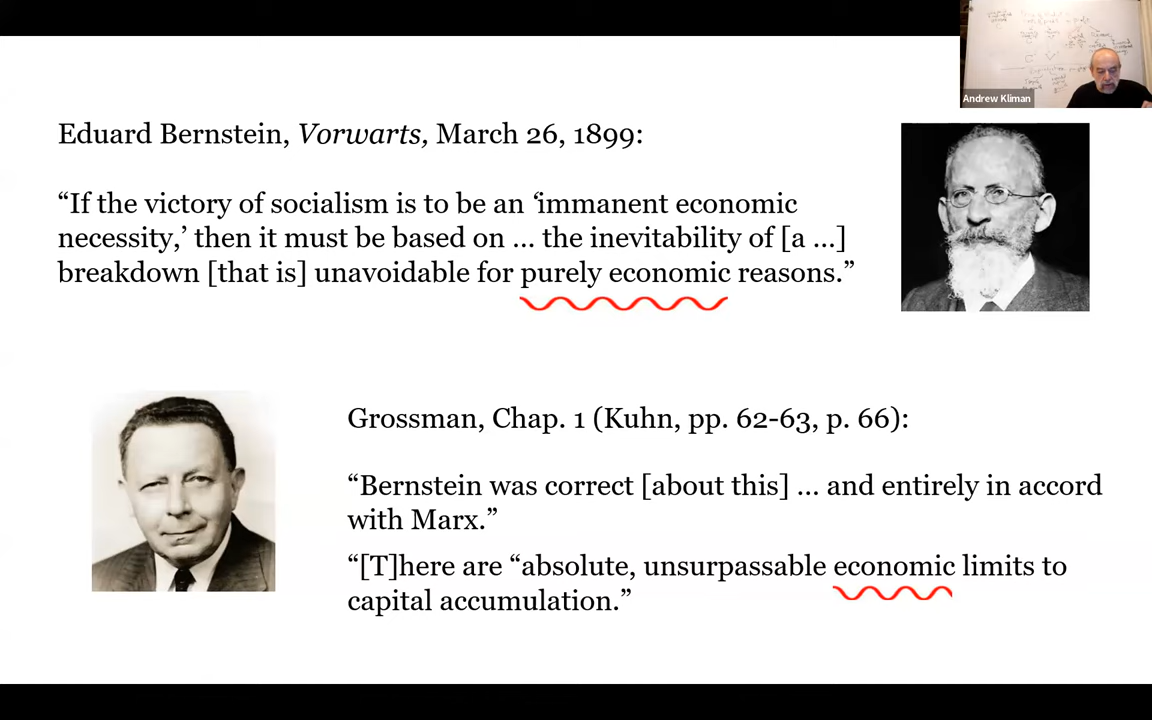 Andrew Kliman
Eduard Bernstein, Vorwarts, March 26, 1899:
“If the victory of socialism is to be an ‘immanent economic
necessity,’ then it must be based on ... the inevitability of [a ...]
breakdown [that is] unavoidable for purely economic reasons.”
Grossman, Chap. 1 (Kuhn, pp. 62-63, p. 66):
“Bernstein was correct [about this] ... and entirely in accord
with Marx.”
“[T]here are “absolute, unsurpassable economic limits to
capital accumulation.”